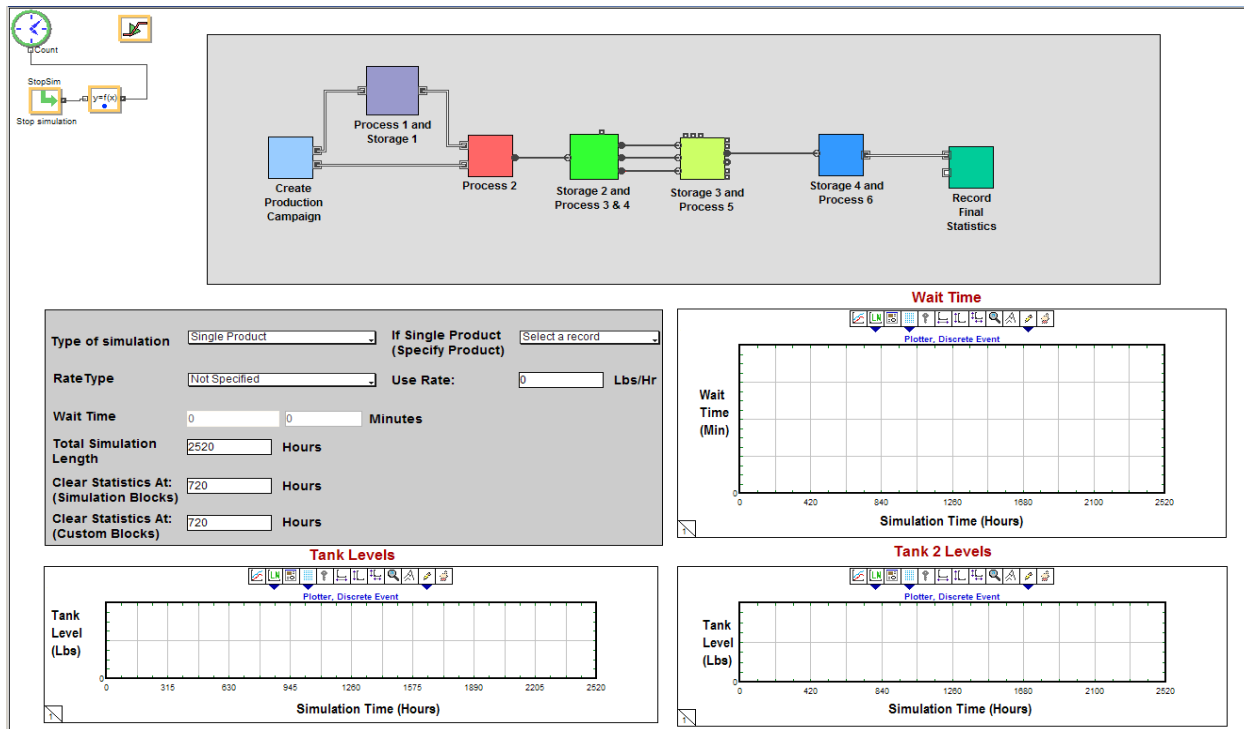 Count
StopSim
y=f(x)
Stop simulation
Process 1 and
Storage 1
Create
Production
Campaign
Process 2
Storage 2 and
Process 3 & 4
Storage 3 and
Process 5
Storage 4 and
Process 6
Record
Final
Statistics
Type of simulation
Single Product
If Single Product
(Specify Product)
Select a record
RateType
Not Specified
Use Rate:
0
Lbs/Hr
Wait Time
0
0
Minutes
Total Simulation
Length
2520
Hours
Clear Statistics At:
(Simulation Blocks)
720
Hours
Clear Statistics At:
(Custom Blocks)
720
Hours
Wait Time
LN
Plotter, Discrete Event
Wait
Time
(Min)
0
0 420 840 1260 1680 2100 2520
Simulation Time (Hours)
1
Tank Levels
LN
Plotter, Discrete Event
Tank
Level
(Lbs)
0
0 315 630 945 1260 1575 1890 2205 2520
Simulation Time (Hours)
1
Tank 2 Levels
LN
Plotter, Discrete Event
Tank
Level
(Lbs)
0
0 420 840 1260 1680 2100 2520
Simulation Time (Hours)
1